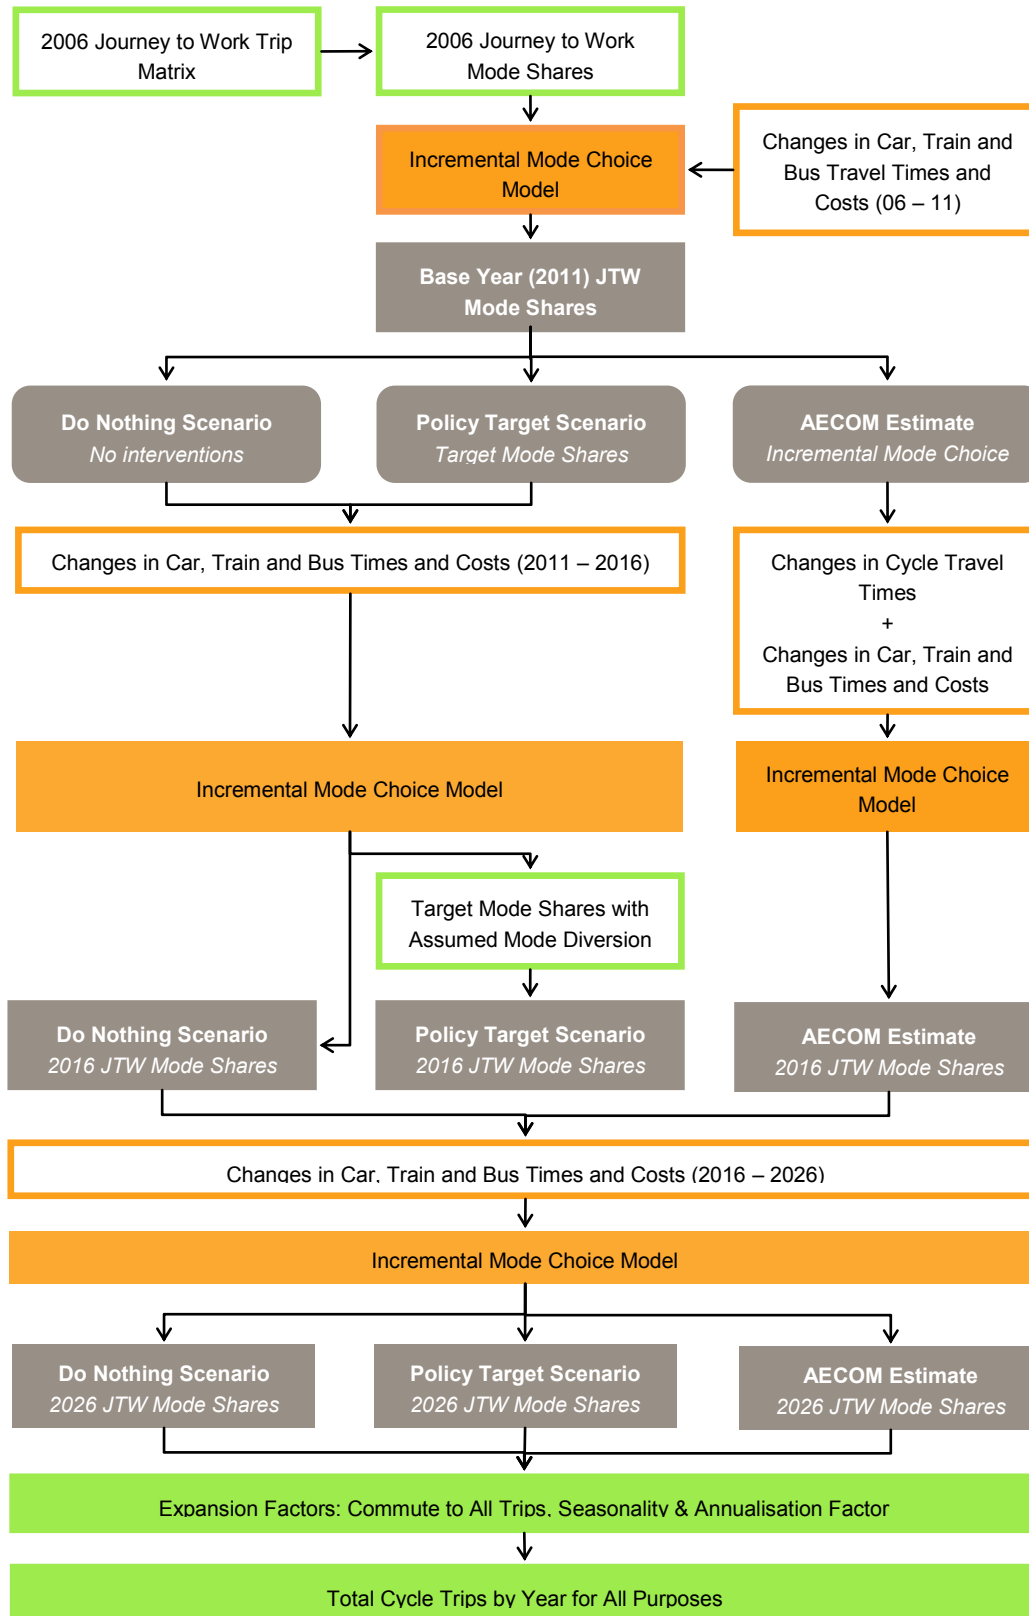 2006 Journey to Work Trip
Matrix
2006 Journey to Work
Mode Shares
Incremental Mode Choice
Model
Changes in Car, Train and
Bus Travel Times and
Costs (06 – 11)
Base Year (2011) JTW
Mode Shares
Do Nothing Scenario
No interventions
Policy Target Scenario
Target Mode Shares
AECOM Estimate
Incremental Mode Choice
Changes in Car, Train and Bus Times and Costs (2011 – 2016)
Changes in Cycle Travel
Times
+
Changes in Car, Train and
Bus Times and Costs
Incremental Mode Choice Model
Incremental Mode Choice
Model
Target Mode Shares with
Assumed Mode Diversion
Do Nothing Scenario
2016 JTW Mode Shares
Policy Target Scenario
2016 JTW Mode Shares
AECOM Estimate
2016 JTW Mode Shares
Changes in Car, Train and Bus Times and Costs (2016 – 2026)
Incremental Mode Choice Model
Do Nothing Scenario
2026 JTW Mode Shares
Policy Target Scenario
2026 JTW Mode Shares
AECOM Estimate
2026 JTW Mode Shares
Expansion Factors: Commute to All Trips, Seasonality & Annualisation Factor
Total Cycle Trips by Year for All Purposes